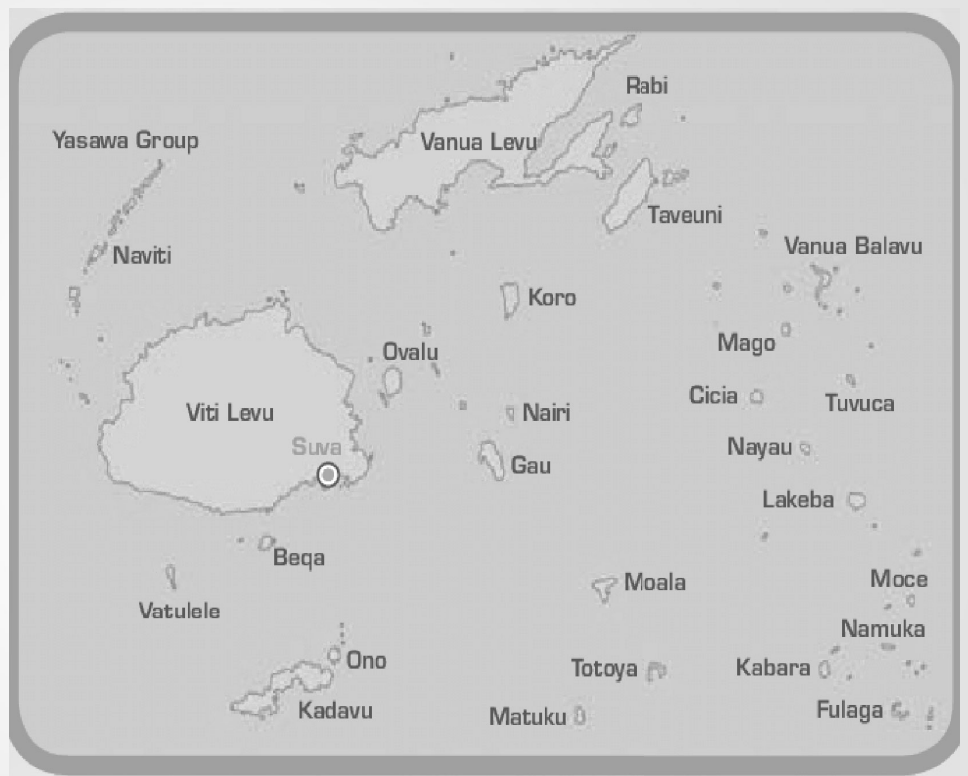 Rabi
Yasawa Group
Vanua Levu
Taveuni
Vanua Balavu
Naviti
Koro
Mago
Ovalu
Cicia
Tuvuca
Viti Levu
Nairi
Suva
Nayau
Gau
Lakeba
Beqa
Moala
Moce
Vatulele
Namuka
Ono
Totoya
Kabara
Kadavu
Matuku
Fulaga